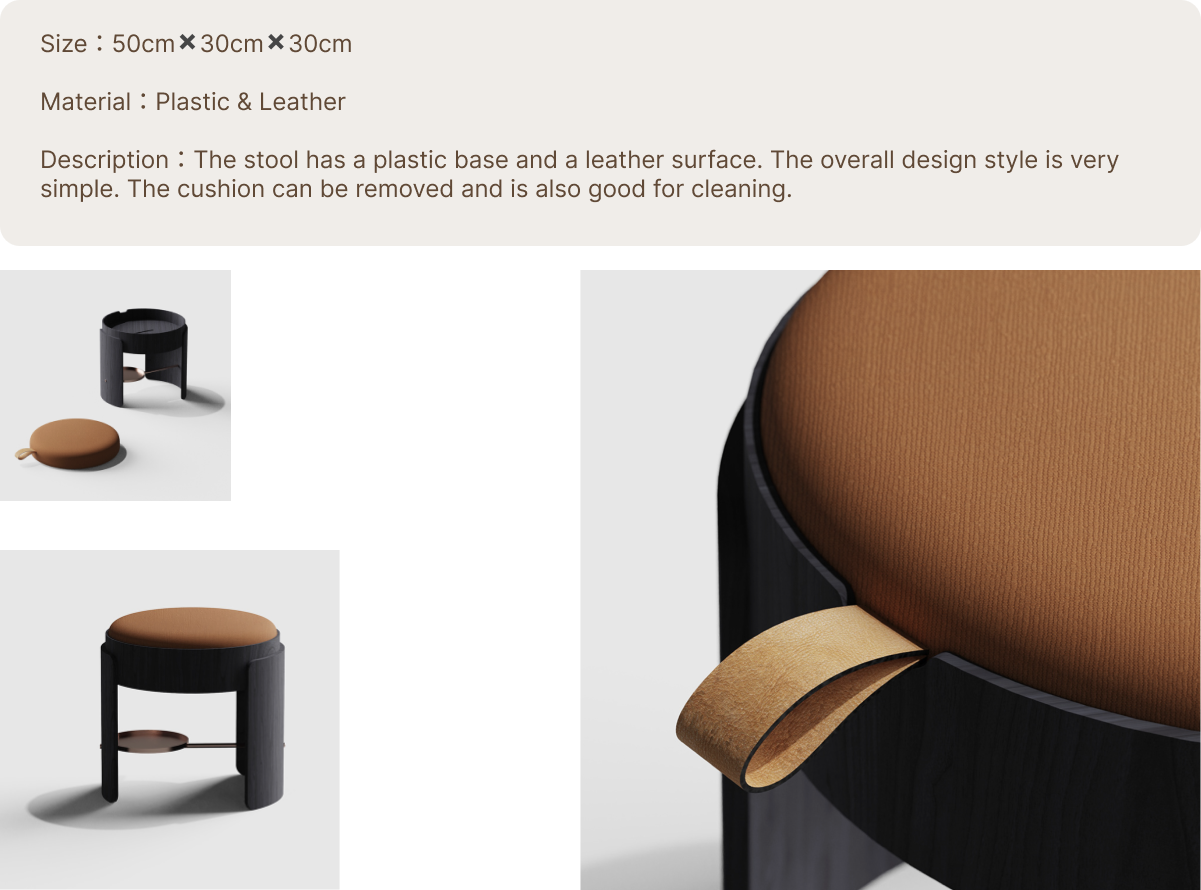 Size：50cm✖️30cm✖️30cm
Material：Plastic & Leather
Description：The stool has a plastic base and a leather surface. The overall design style is very
simple. The cushion can be removed and is also good for cleaning.